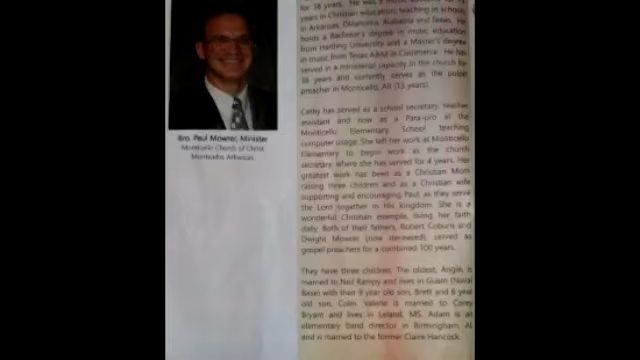 Bro. Paul Mowrer, Minister
Monticello Church of Christ
Monticello Arkansas
for 38 years. He was a
years in Christian education, teaching in schools
in Arkansas, Oklahoma, Alabama and Texas. He
holds a Bachelor's degree in music education
from Harding University and a Master's degree
in music from Texas A&M in Commerce. He has
served in a ministerial capacity in the church for
38 years and currently serves as the pulpit
preacher in Monticello, AR (13 years).
Cathy has served as a school secretary, teacher
assistant and now as a Para-pro at the
Monticello Elementary School teaching
computer usage. She left her work at Monticello
Elementary to begin work as the church
secretary where she has served for 4 years. Her
greatest work has been as a Christian Mom
raising three children and as a Christian wife
supporting and encouraging Paul, as they serve
the Lord together in His kingdom. She is a
wonderful Christian example, living her faith
daily. Both of their fathers, Robert Coburn and
Dwight Mowrer (now deceased), served as
gospel preachers for a combined 100 years.
They have three children. The oldest, Angie, is
married to Neil Rampy and lives in Guam (Naval
Base) with their 9 year old son, Brett and 6 year
old son, Colin. Valerie is married to Corey
Bryant and lives in Leland, MS. Adam is an
elementary band director in Birmingham, Al
and is married to the former Claire Hancock.